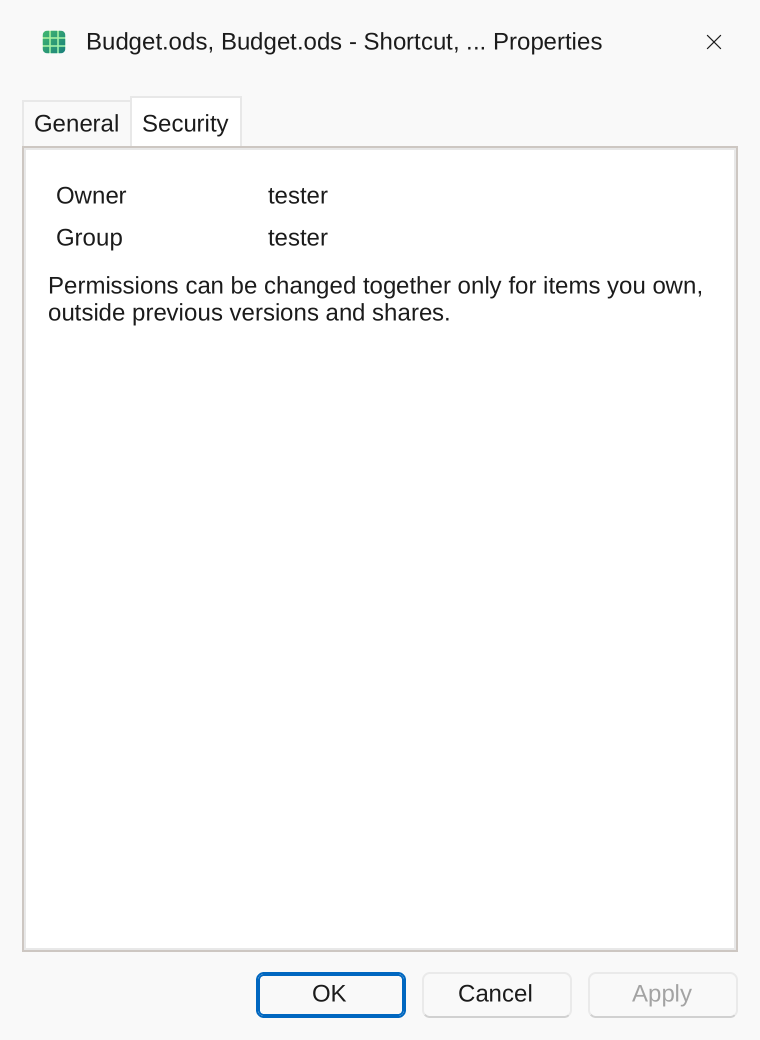 Budget.ods, Budget.ods - Shortcut, ... Properties
General
Security
Owner tester
Group tester
Permissions can be changed together only for items you own,
outside previous versions and shares.
OK
Cancel
Apply